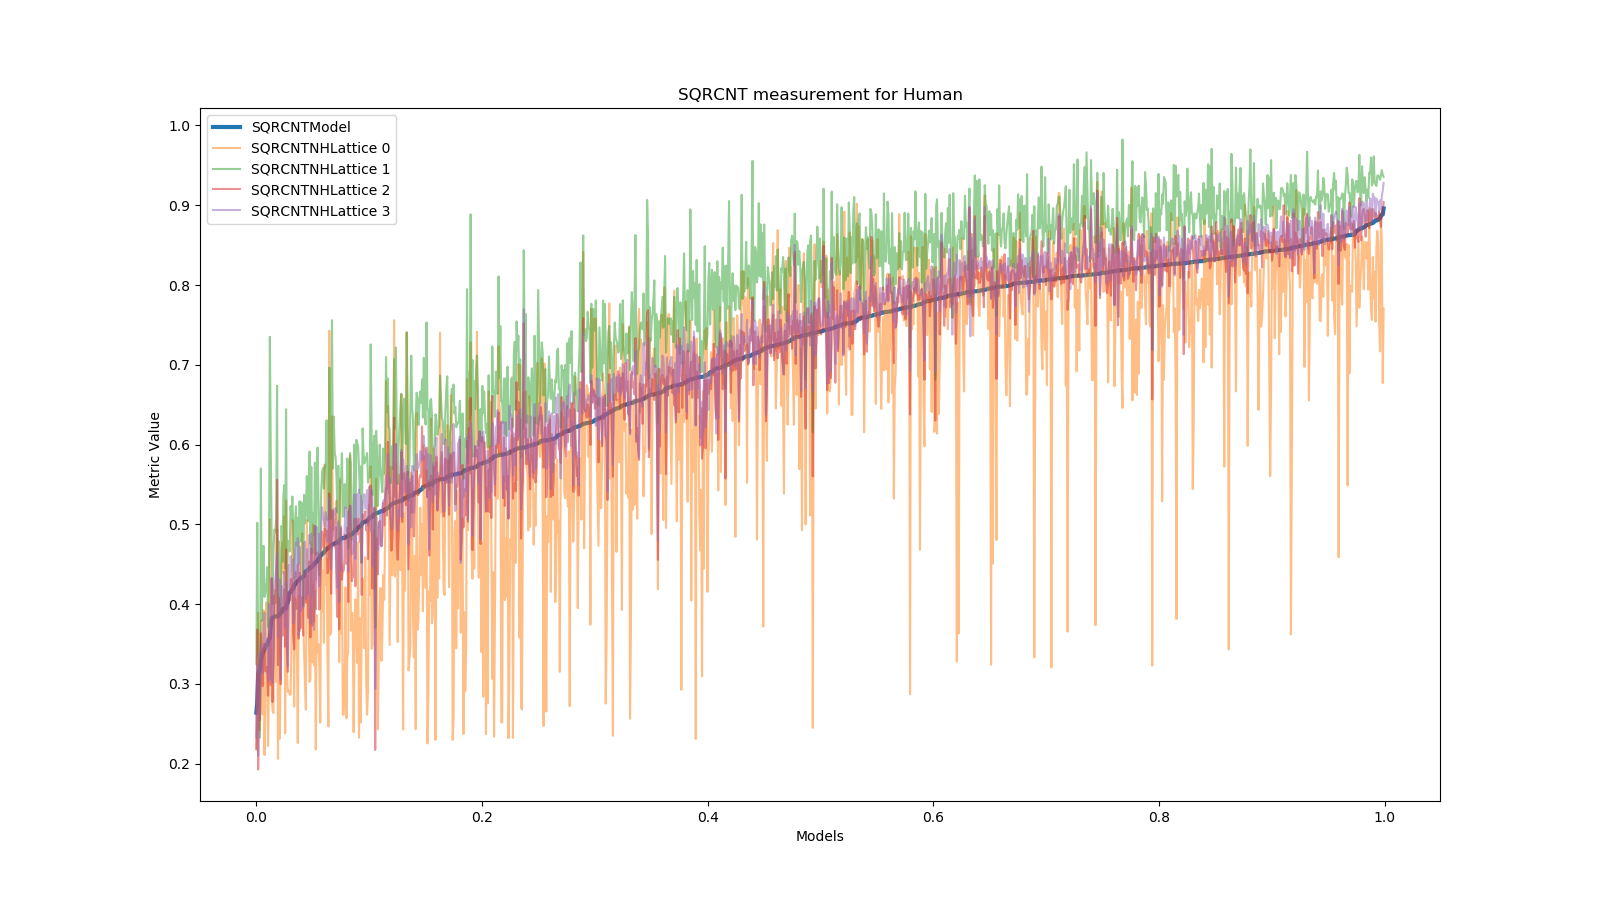 SQRCNT measurement for Human
SQRCNTModel
SQRCNTNHLattice 0
SQRCNTNHLattice 1
SQRCNTNHLattice 2
SQRCNTNHLattice 3
1.0
0.9
0.8
0.7
0.6
0.5
0.4
0.3
0.2
Metric Value
0.0 0.2 0.4 0.6 0.8 1.0
Models